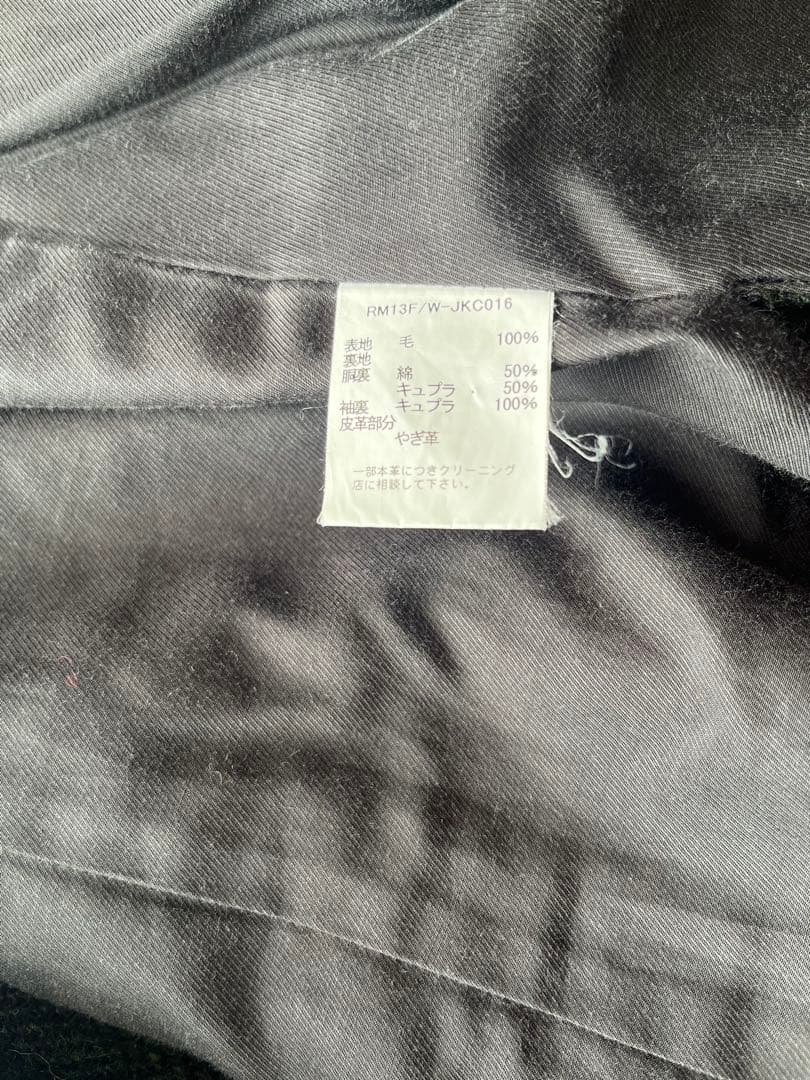 RM13F/W-JKC016
表地 毛 100%
裏地
胴裏 綿 50%
キュプラ 50%
袖裏 キュプラ 100%
皮革部分
やぎ革
一部本革につきクリーニング
店に相談して下さい。